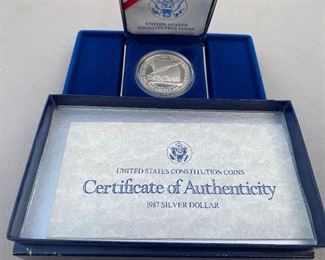 UNITED STATES
CONSTITUTION COINS
UNITED STATES CONSTITUTION COINS
Certificate of Authenticity
1987 SILVER DOLLAR